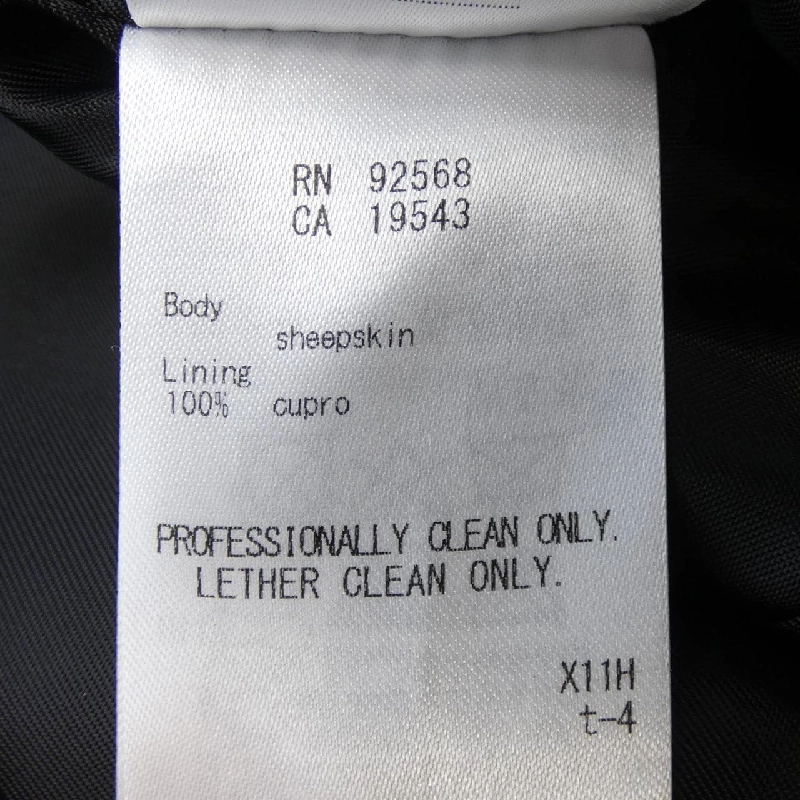 RN 92568
CA 19543
Body
sheepskin
Lining
100% cupro
PROFESSIONALLY CLEAN ONLY.
LETHER CLEAN ONLY.
X11H
t-4